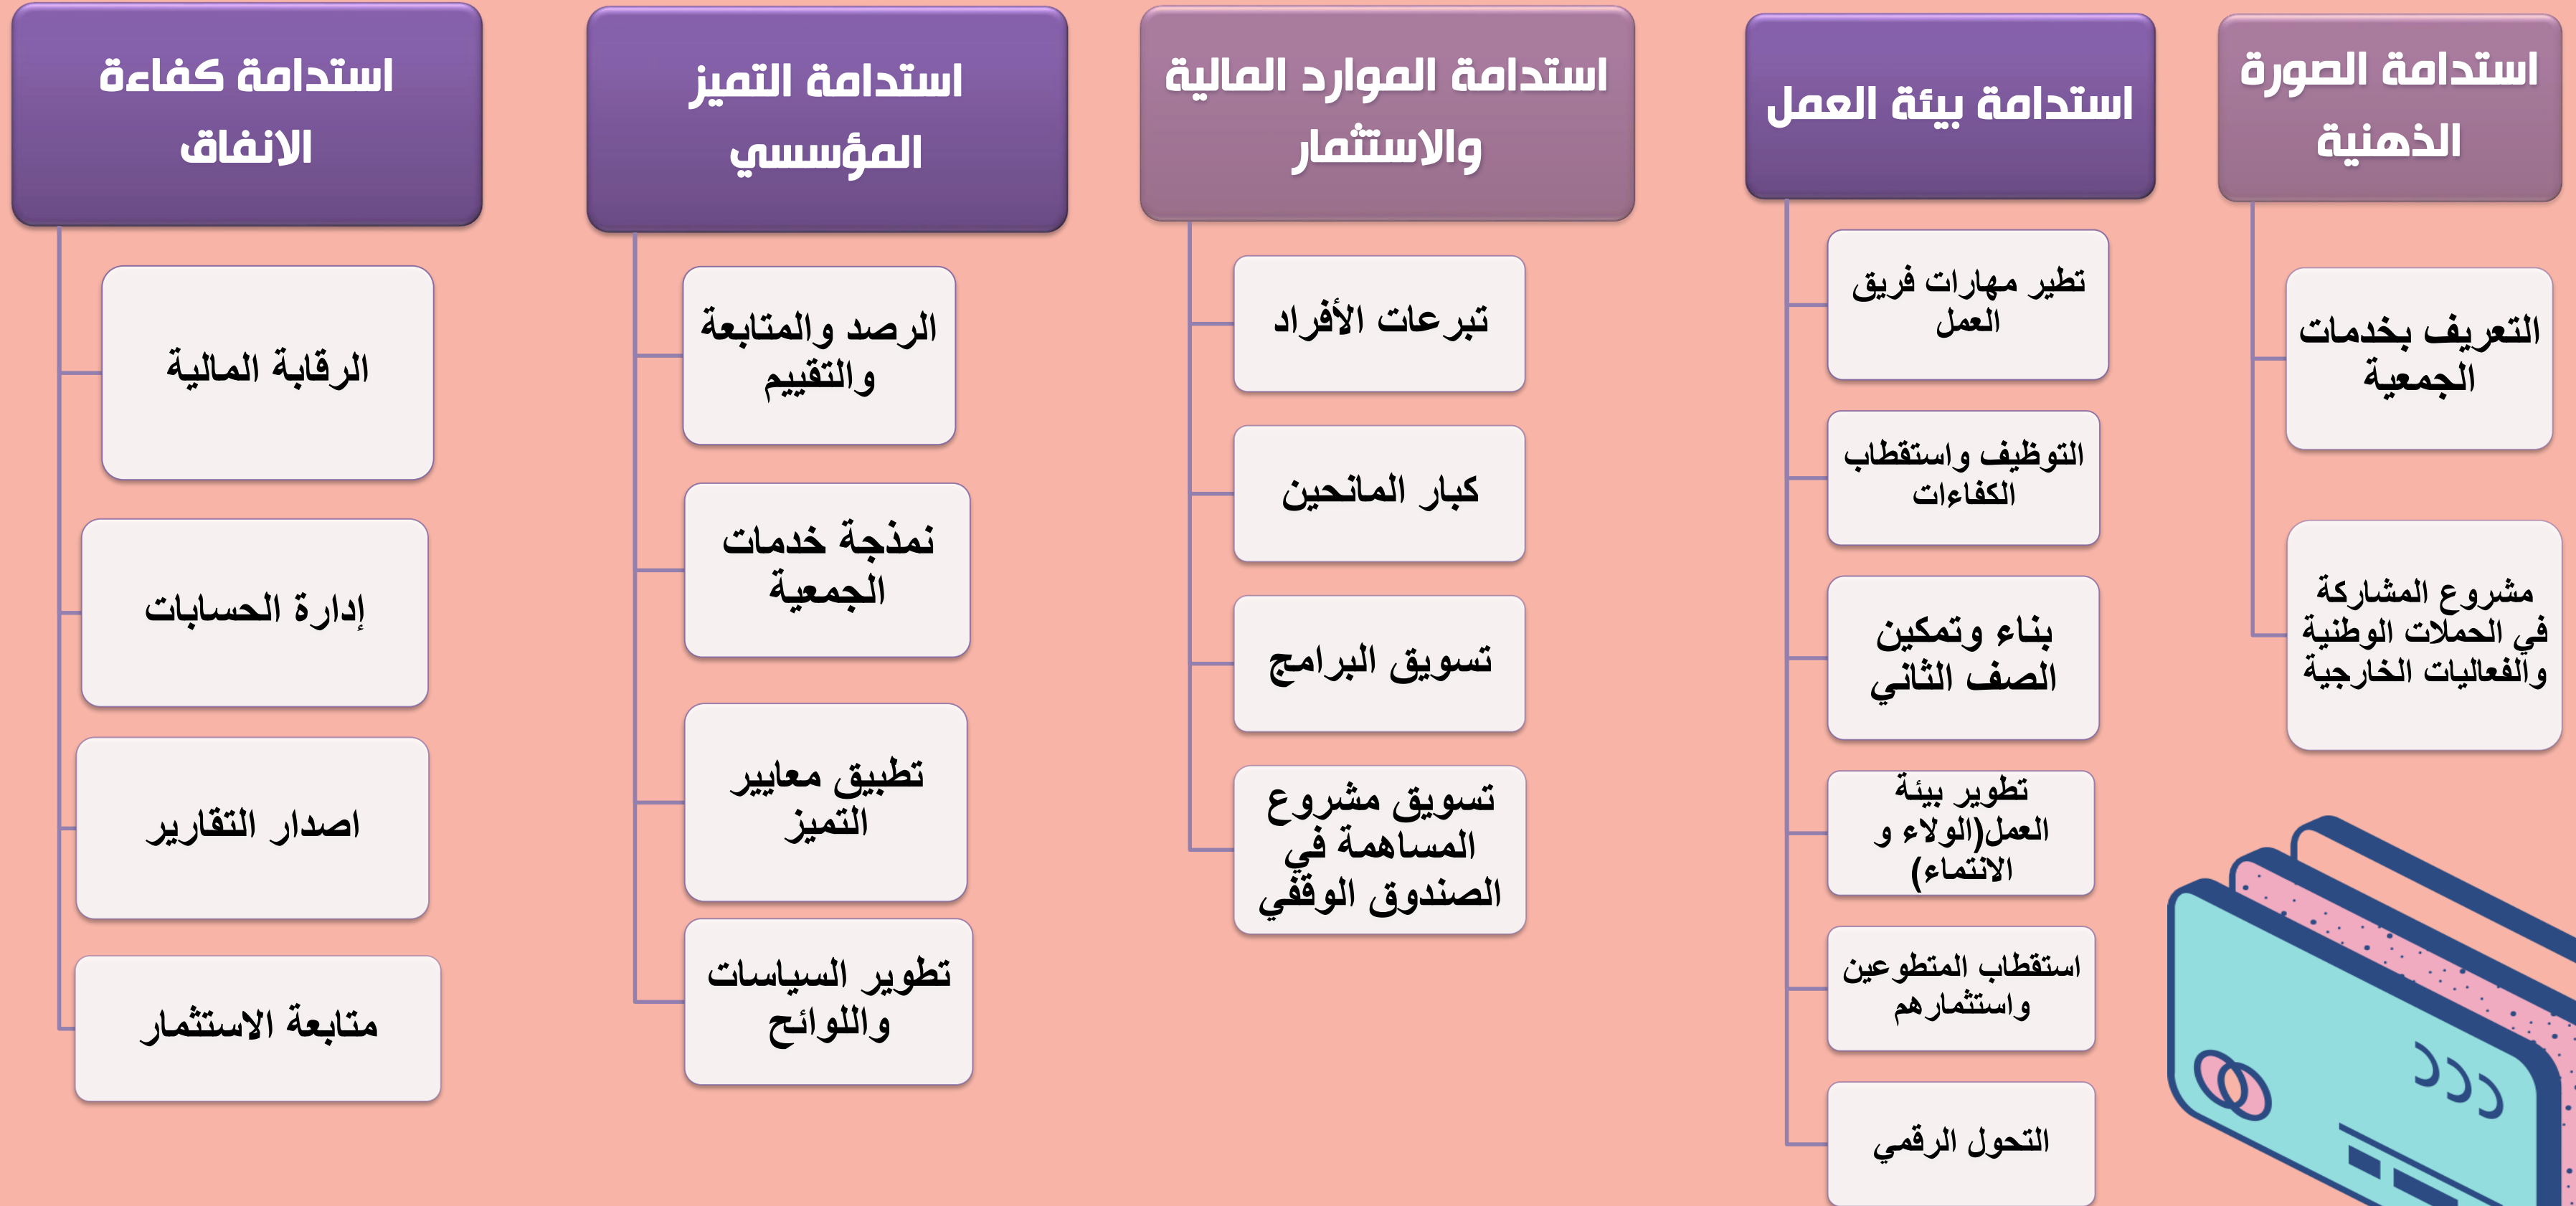 استدامة الصورة
الذهنية
التعريف بخدمات
الجمعية
مشروع المشاركة
في الحملات الوطنية
والفعاليات الخارجية
استدامة بيئة العمل
تطير مهارات فريق
العمل
التوظيف واستقطاب
الكفاءات
بناء وتمكين
الصف الثاني
تطوير بيئة
العمل(الولاء و
الانتماء)
استقطاب المتطوعين
واستثمارهم
التحول الرقمي
استدامة الموارد المالية
والاستثمار
تبرعات الأفراد
كبار المانحين
تسويق البرامج
تسويق مشروع
المساهمة في
الصندوق الوقفي
استدامة التميز
المؤسسي
الرصد والمتابعة
والتقييم
نمذجة خدمات
الجمعية
تطبيق معايير
التميز
تطوير السياسات
واللوائح
استدامة كفاءة
الانفاق
الرقابة المالية
إدارة الحسابات
اصدار التقارير
متابعة الاستثمار